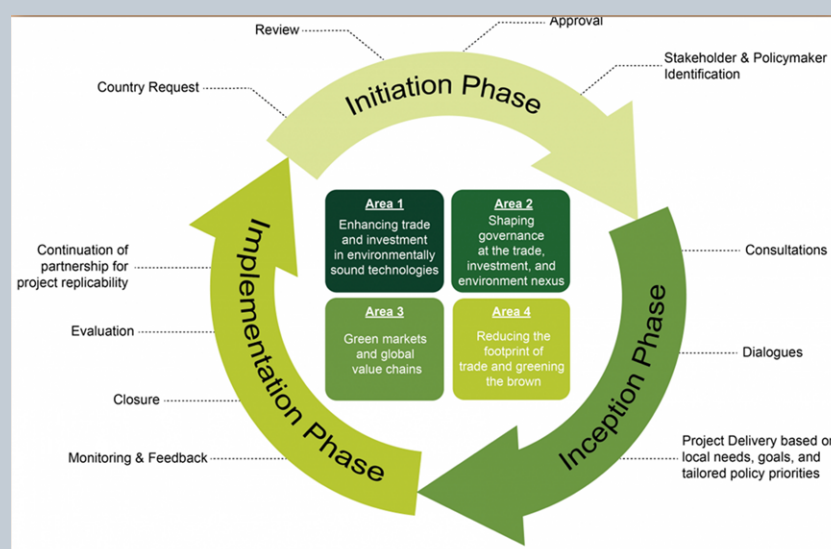 Approval
Review
Stakeholder & Policymaker
Identification
Country Request
Initiation Phase
Area 1
Enhancing trade
and investment
in environmentally
sound technologies
Area 2
Shaping
governance
at the trade,
investment, and
environment nexus
Area 3
Green markets
and global
value chains
Area 4
Reducing the
footprint of
trade and greening
the brown
Inception Phase
Consultations
Dialogues
Project Delivery based on
local needs, goals, and
tailored policy priorities
Implementation Phase
Monitoring & Feedback
Closure
Evaluation
Continuation of
partnership for
project replicability